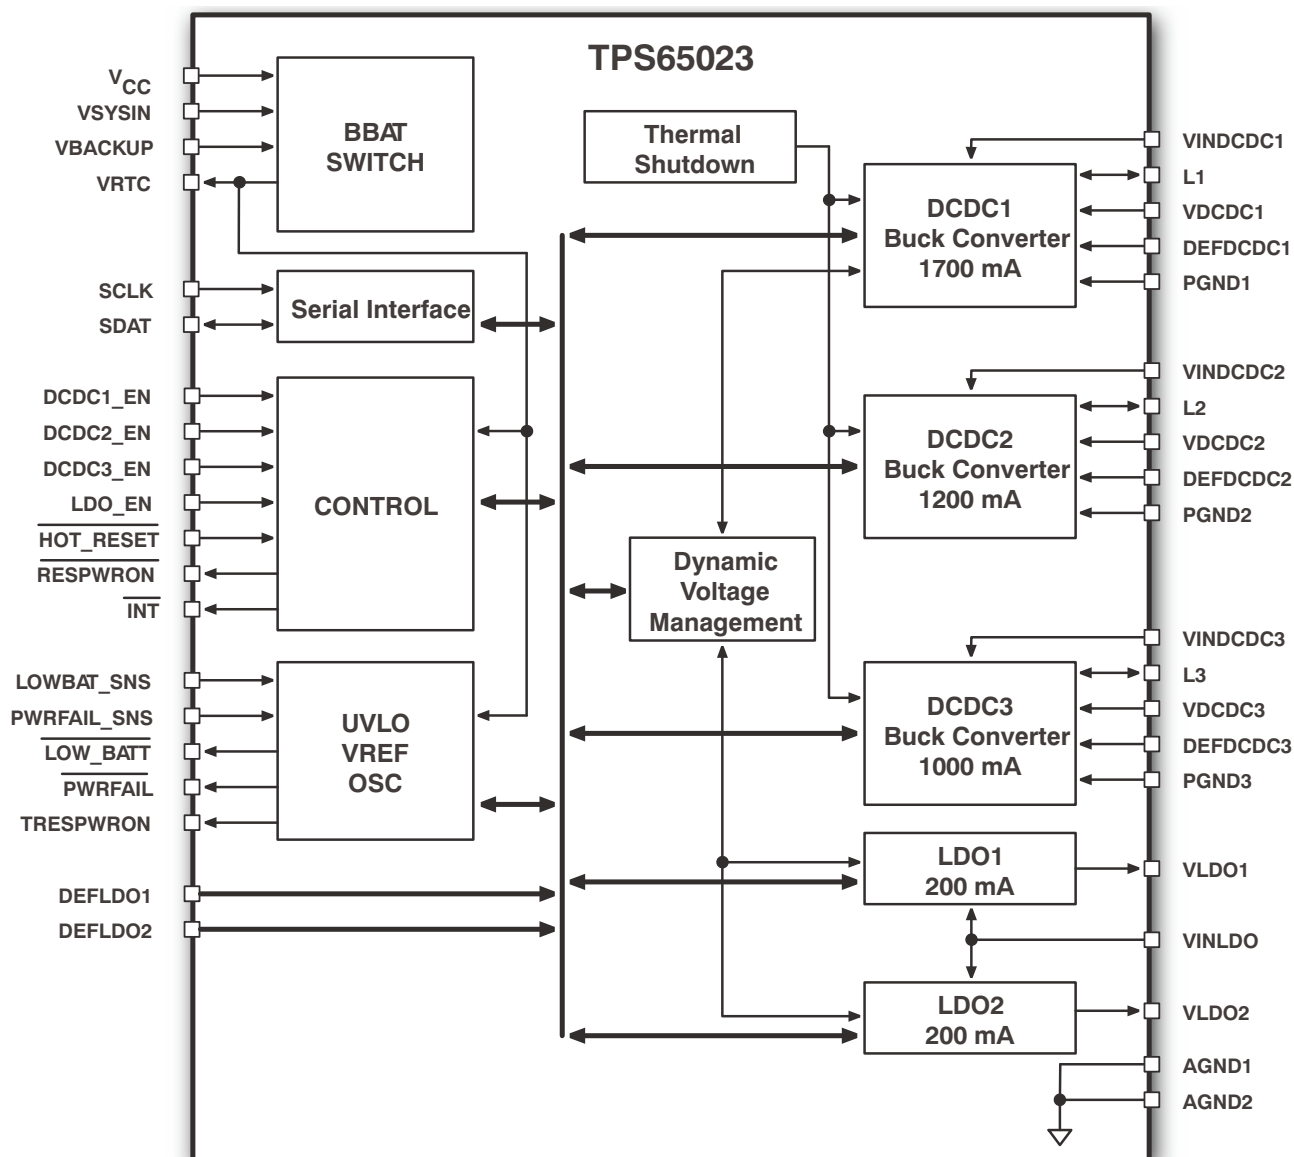 TPS65023
VCC
VSYSIN
VBACKUP
VRTC
BBAT
SWITCH
SCLK
SDAT
Serial Interface
DCDC1_EN
DCDC2_EN
DCDC3_EN
LDO_EN
HOT_RESET
RESPWRON
INT
CONTROL
LOWBAT_SNS
PWRFAIL_SNS
LOW_BATT
PWRFAIL
TRESPWRON
UVLO
VREF
OSC
DEFLDO1
DEFLDO2
Thermal
Shutdown
Dynamic
Voltage
Management
DCDC1
Buck Converter
1700 mA
VINDCDC1
L1
VDCDC1
DEFDCDC1
PGND1
DCDC2
Buck Converter
1200 mA
VINDCDC2
L2
VDCDC2
DEFDCDC2
PGND2
DCDC3
Buck Converter
1000 mA
VINDCDC3
L3
VDCDC3
DEFDCDC3
PGND3
LDO1
200 mA
VLDO1
VINLDO
LDO2
200 mA
VLDO2
AGND1
AGND2